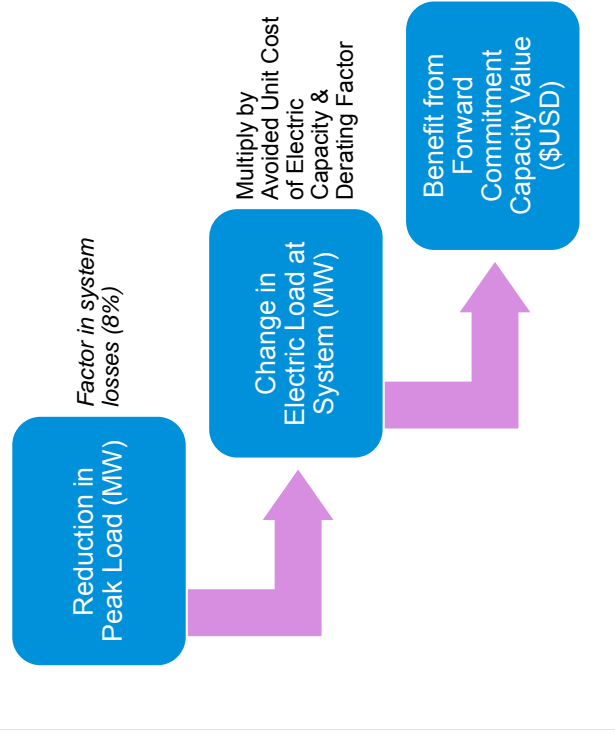 Reduction in
Peak Load (MW)
Factor in system
losses (8%)
Change in
Electric Load at
System (MW)
Multiply by
Avoided Unit Cost
of Electric
Capacity &
Derating Factor
Benefit from
Forward
Commitment
Capacity Value
($USD)